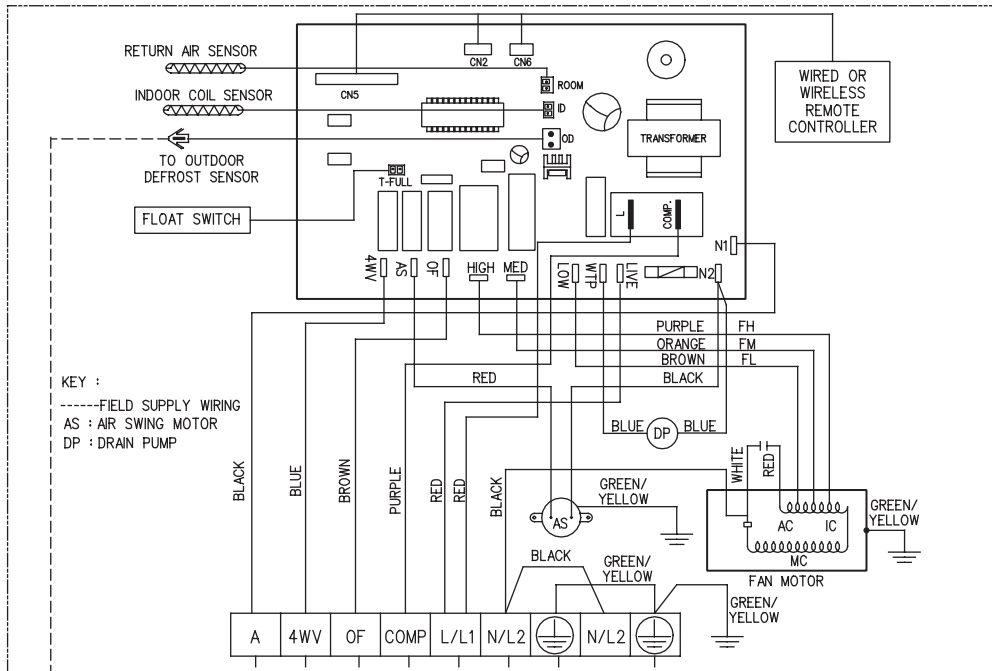 RETURN AIR SENSOR
INDOOR COIL SENSOR
TO OUTDOOR
DEFROST SENSOR
FLOAT SWITCH
CN2
CN6
CN5
ROOM
ID
OD
T-FULL
TRANSFORMER
WIRED OR
WIRELESS
REMOTE
CONTROLLER
L
COMP.
N1
4WV
AS
OF
HIGH
MED
LOW
WTP
LIVE
N2
PURPLE FH
ORANGE FM
BROWN FL
RED
BLACK
BLUE
DP
BLUE
KEY :
------FIELD SUPPLY WIRING
AS : AIR SWING MOTOR
DP : DRAIN PUMP
BLACK
BLUE
BROWN
PURPLE
RED
RED
BLACK
WHITE
RED
GREEN/
YELLOW
AS
AC
IC
MC
FAN MOTOR
GREEN/
YELLOW
BLACK
GREEN/
YELLOW
GREEN/
YELLOW
A
4WV
OF
COMP
L/L1
N/L2
N/L2